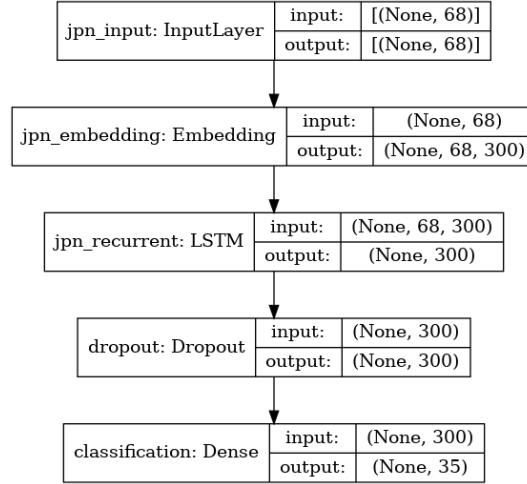 jpn_input: InputLayer
input: [(None, 68)]
output: [(None, 68)]
jpn_embedding: Embedding
input: (None, 68)
output: (None, 68, 300)
jpn_recurrent: LSTM
input: (None, 68, 300)
output: (None, 300)
dropout: Dropout
input: (None, 300)
output: (None, 300)
classification: Dense
input: (None, 300)
output: (None, 35)